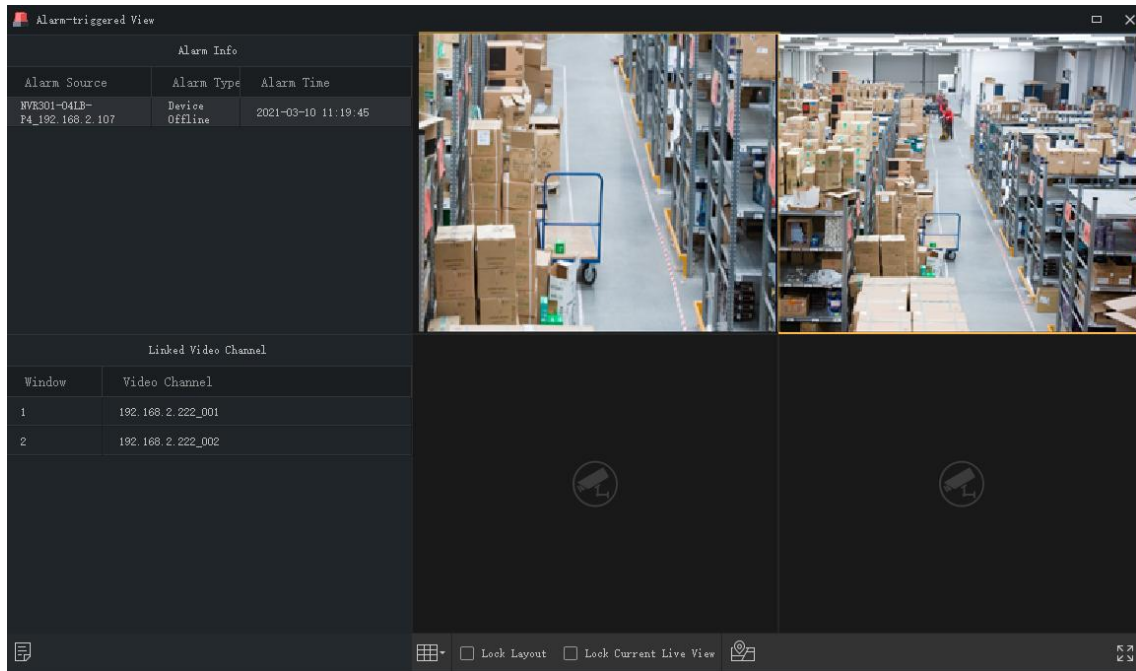 Alarm-triggered View
Alarm Info
Alarm Source Alarm Type Alarm Time
NVR301-04LB-
P4_192.168.2.107
Device
Offline
2021-03-10 11:19:45
Linked Video Channel
Window Video Channel
1 192.168.2.222_001
2 192.168.2.222_002
Lock Layout Lock Current Live View